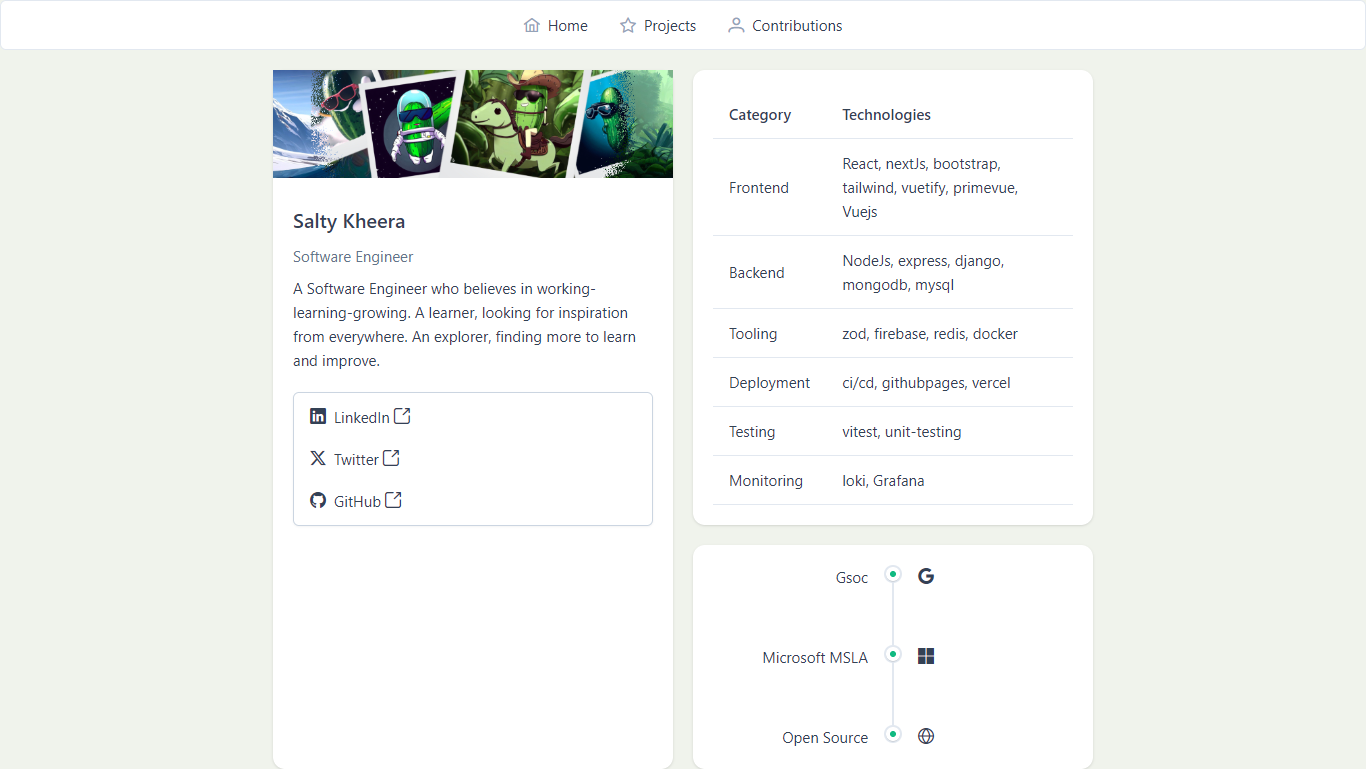 Home Projects Contributions
Salty Kheera
Software Engineer
A Software Engineer who believes in working-
learning-growing. A learner, looking for inspiration
from everywhere. An explorer, finding more to learn
and improve.
LinkedIn
Twitter
GitHub
Category Technologies
Frontend React, nextJs, bootstrap,
tailwind, vuetify, primevue,
Vuejs
Backend NodeJs, express, django,
mongodb, mysql
Tooling zod, firebase, redis, docker
Deployment ci/cd, githubpages, vercel
Testing vitest, unit-testing
Monitoring loki, Grafana
Gsoc
Microsoft MSLA
Open Source